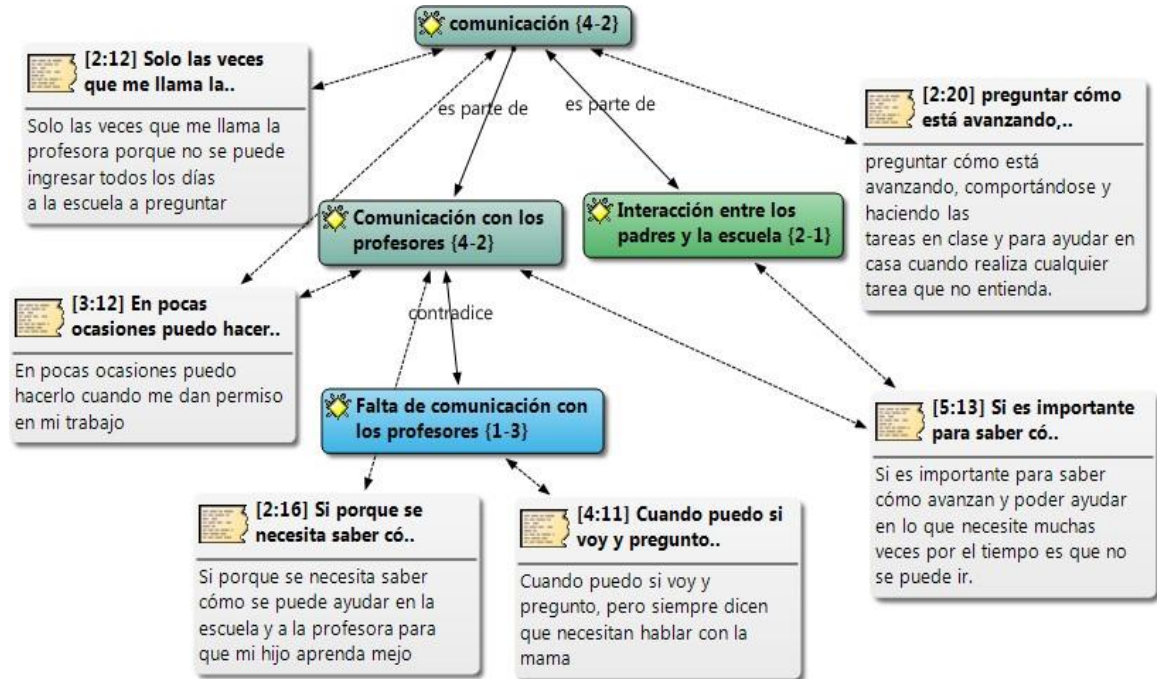 comunicación {4-2}
[2:12] Solo las veces
que me llama la..
Solo las veces que me llama la
profesora porque no se puede
ingresar todos los días
a la escuela a preguntar
es parte de
es parte de
[2:20] preguntar cómo
está avanzando,..
preguntar cómo está
avanzando, comportándose y
haciendo las
tareas en clase y para ayudar en
casa cuando realiza cualquier
tarea que no entienda.
Comunicación con los
profesores {4-2}
Interacción entre los
padres y la escuela {2-1}
[3:12] En pocas
ocasiones puedo hacer..
En pocas ocasiones puedo
hacerlo cuando me dan permiso
en mi trabajo
contradice
Falta de comunicación con
los profesores {1-3}
[5:13] Si es importante
para saber có..
Si es importante para saber
cómo avanzan y poder ayudar
en lo que necesite muchas
veces por el tiempo es que no
se puede ir.
[2:16] Si porque se
necesita saber có..
Si porque se necesita saber
cómo se puede ayudar en la
escuela y a la profesora para
que mi hijo aprenda mejo
[4:11] Cuando puedo si
voy y pregunto..
Cuando puedo si voy y
pregunto, pero siempre dicen
que necesitan hablar con la
mama